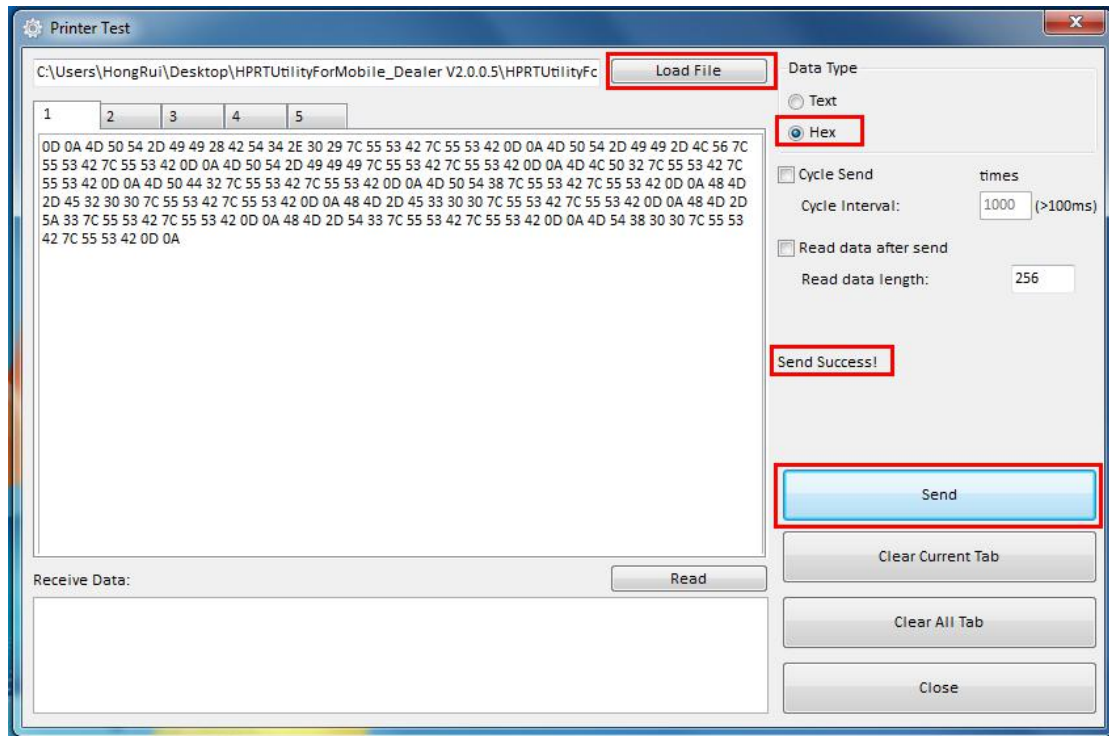 Printer Test
C:\Users\HongRui\Desktop\HPRTUtilityForMobile_Dealer V2.0.0.5\HPRTUtilityFc
Load File
1 2 3 4 5
0D 0A 4D 50 54 2D 49 49 28 42 54 34 2E 30 29 7C 55 53 42 7C 55 53 42 0D 0A 4D 50 54 2D 49 49 2D 4C 56 7C
55 53 42 7C 55 53 42 0D 0A 4D 50 54 2D 49 49 49 7C 55 53 42 7C 55 53 42 0D 0A 4D 4C 50 32 7C 55 53 42 7C
55 53 42 0D 0A 4D 50 44 32 7C 55 53 42 7C 55 53 42 0D 0A 4D 50 54 38 7C 55 53 42 7C 55 53 42 0D 0A 48 4D
2D 45 32 30 30 7C 55 53 42 7C 55 53 42 0D 0A 48 4D 2D 45 33 30 30 7C 55 53 42 7C 55 53 42 0D 0A 48 4D 2D
5A 33 7C 55 53 42 7C 55 53 42 0D 0A 48 4D 2D 54 33 7C 55 53 42 7C 55 53 42 0D 0A 4D 54 38 30 30 7C 55 53
42 7C 55 53 42 0D 0A
Receive Data:
Read
Data Type
Text
Hex
Cycle Send times
Cycle Interval: 1000 (>100ms)
Read data after send
Read data length: 256
Send Success!
Send
Clear Current Tab
Clear All Tab
Close